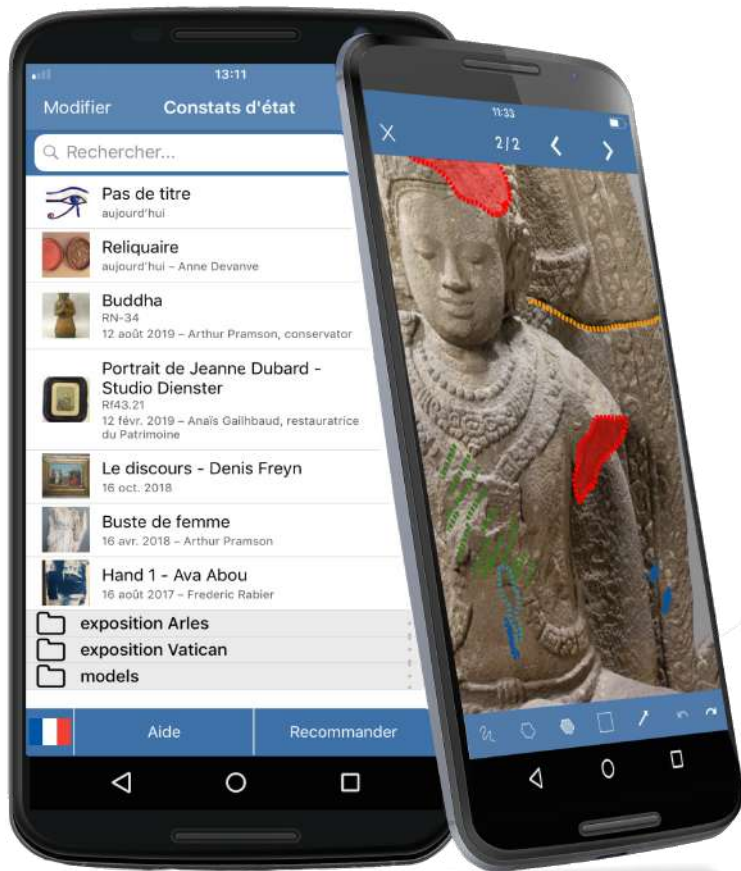 13:11
Modifier
Constats d'état
Rechercher...
Pas de titre
aujourd'hui
Reliquaire
aujourd'hui – Anne Devanve
Buddha
RN-34
12 août 2019 – Arthur Pramson, conservator
Portrait de Jeanne Dubard -
Studio Dienster
Rf43.21
12 févr. 2019 – Anaïs Gailhbaud, restauratrice
du Patrimoine
Le discours - Denis Freyn
16 oct. 2018
Buste de femme
16 avr. 2018 – Arthur Pramson
Hand 1 - Ava Abou
16 août 2017 – Frederic Rabier
exposition Arles
exposition Vatican
models
Aide
Recommander
11:33
2/2